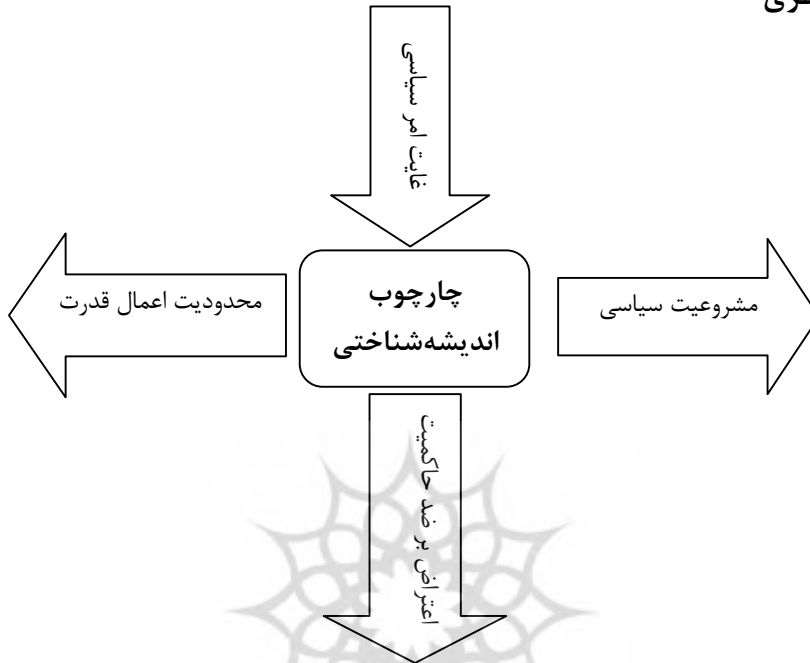 غایت امر سیاسی
مشروعیت سیاسی
چارچوب
اندیشه‌شناختی
محدودیت اعمال قدرت
اعتراض بر ضد حاکمیت